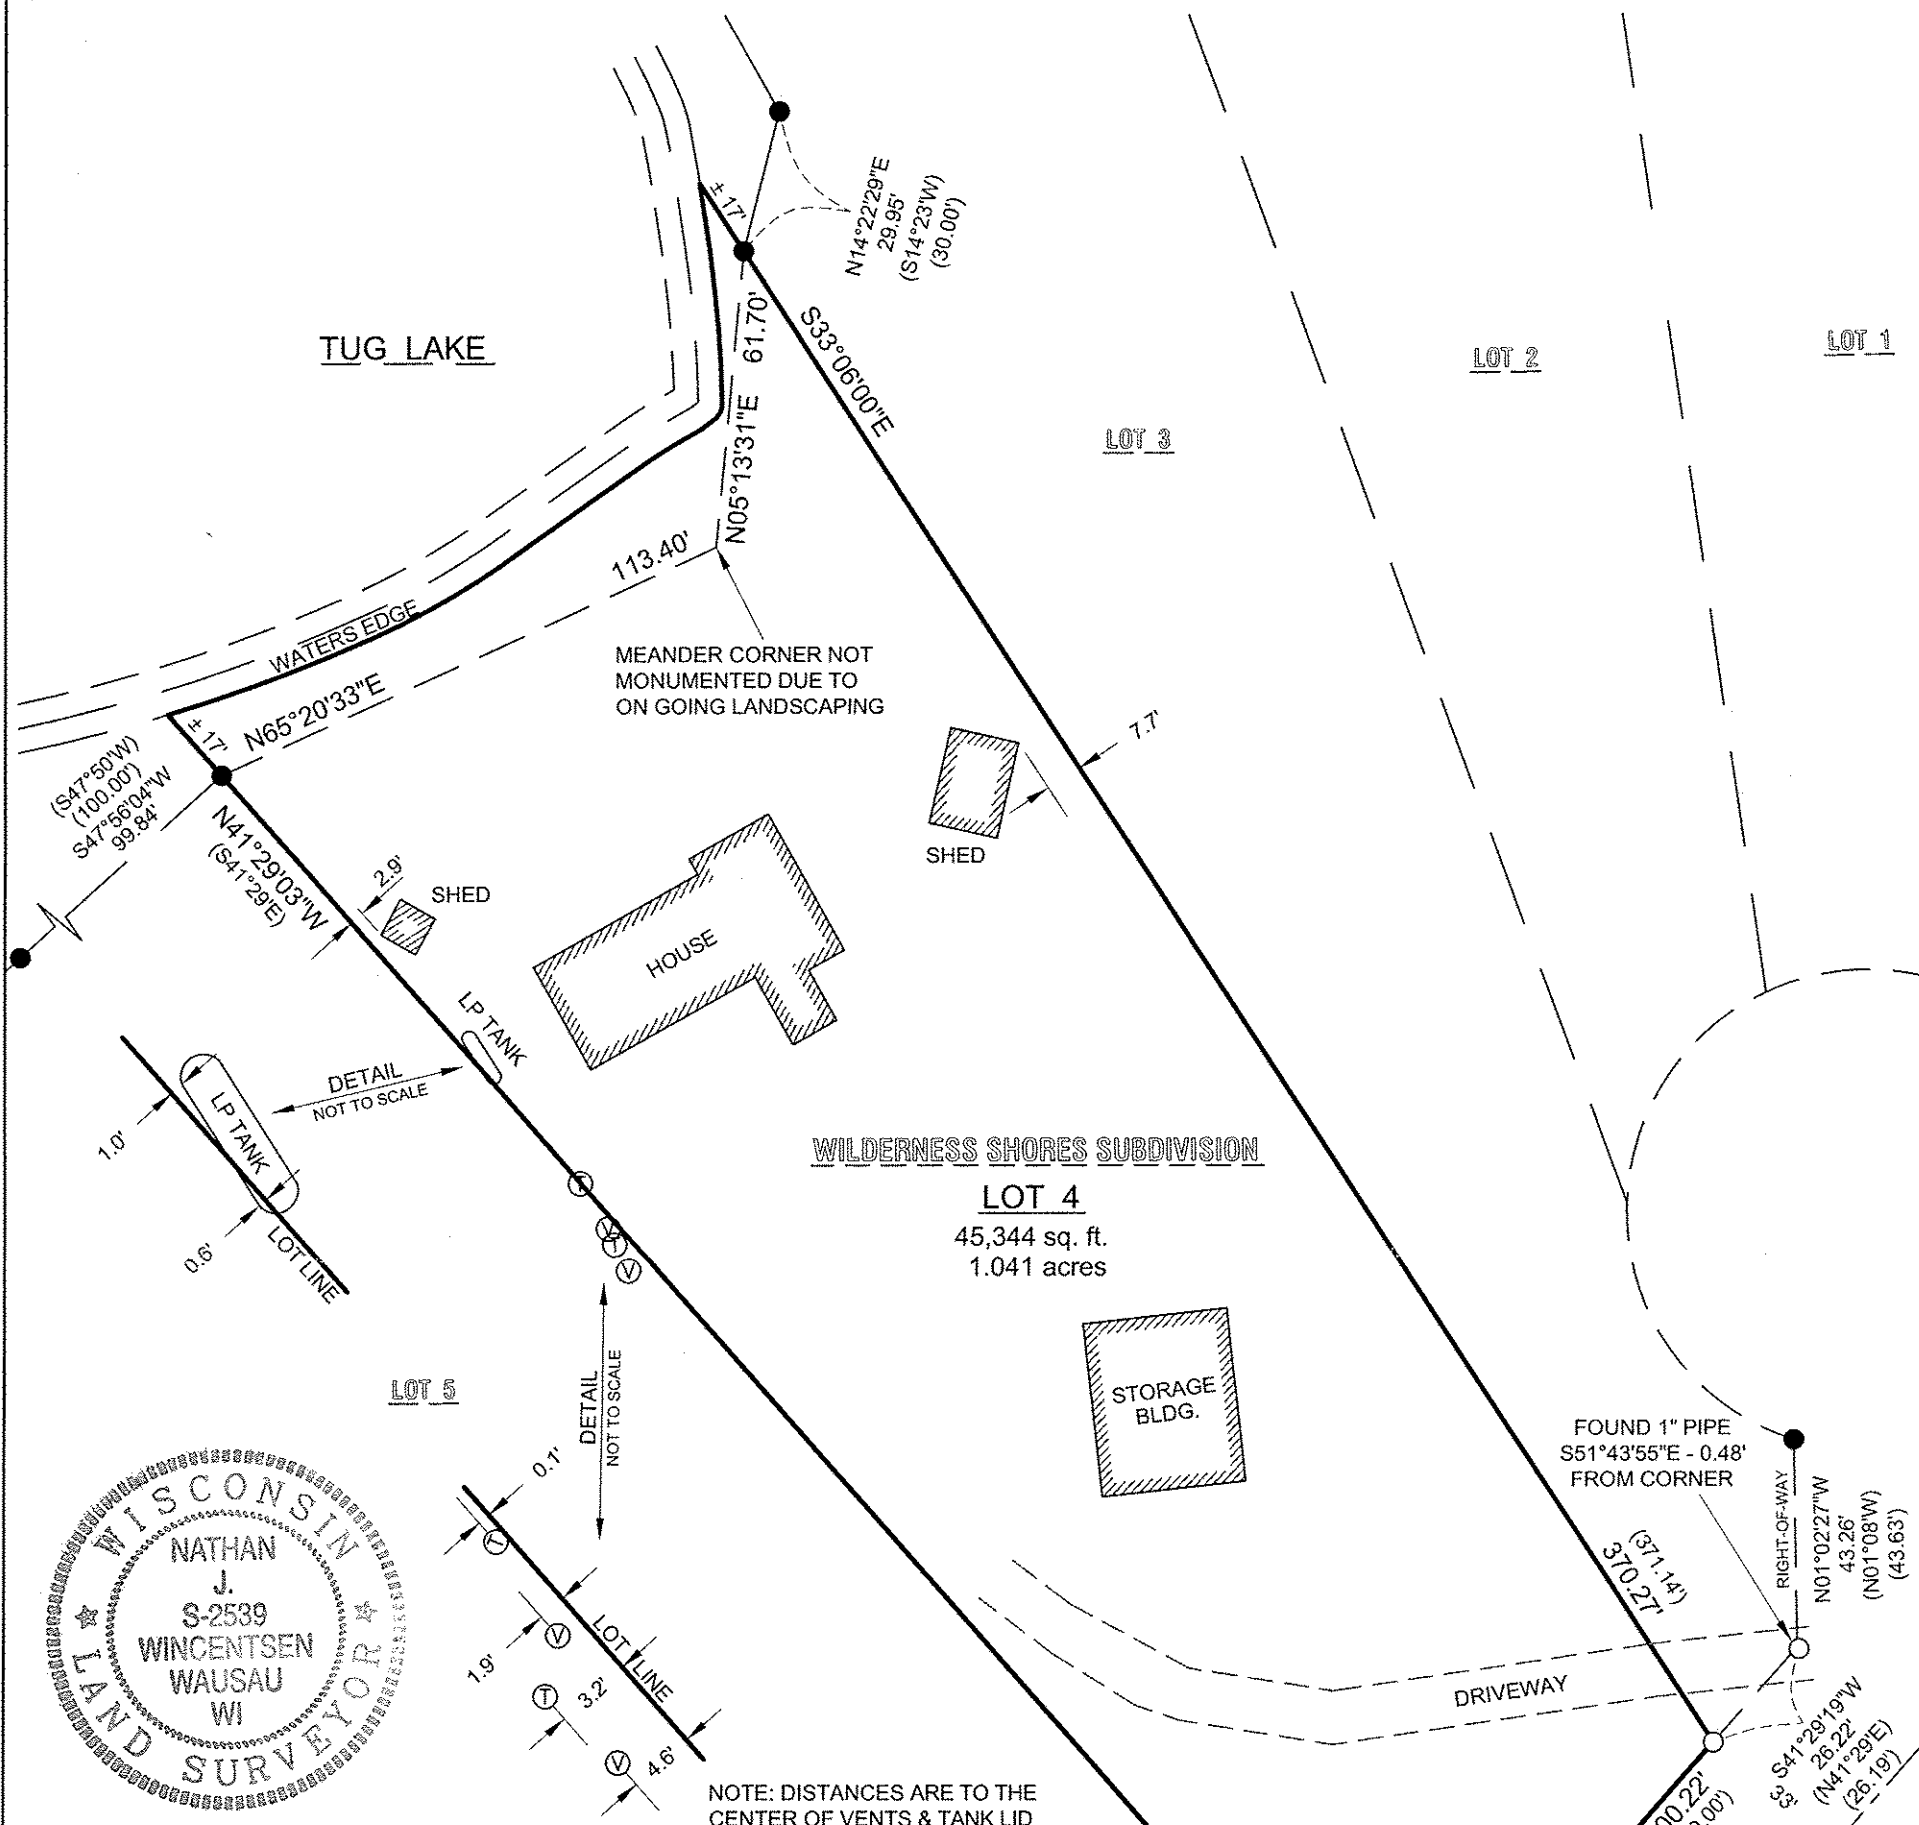 ± 17'
N14°22'29"E
29.95'
(S14°23'W)
(30.00')
TUG LAKE
N05°13'31"E 61.70'
S33°06'00"E
LOT 3
LOT 2
LOT 1
113.40'
WATERS EDGE
N65°20'33"E
± 17'
MEANDER CORNER NOT
MONUMENTED DUE TO
ON GOING LANDSCAPING
7.7'
SHED
(S47°50'W)
(100.00')
S47°56'04"W
99.84'
N41°29'03"W
(S41°29'E)
2.9'
SHED
HOUSE
LP TANK
DETAIL
NOT TO SCALE
LP TANK
1.0'
0.6'
LOT LINE
WILDERNESS SHORES SUBDIVISION
LOT 4
45,344 sq. ft.
1.041 acres
T
V
T
V
LOT 5
DETAIL
NOT TO SCALE
STORAGE
BLDG.
FOUND 1" PIPE
S51°43'55"E - 0.48'
FROM CORNER
RIGHT-OF-WAY
N01°02'27"W
43.26'
(N01°08'W)
(43.63')
(371.14')
370.27'
DRIVEWAY
S41°29'19"W
26.22'
(N41°29'E)
(26.19')
33'
00.22'
.00')
0.1'
T
V
1.9'
T
3.2'
V
4.6'
LOT LINE
NOTE: DISTANCES ARE TO THE
CENTER OF VENTS & TANK LID
WISCONSIN
NATHAN
J.
S-2539
WINCENTSEN
WAUSAU
WI
LAND SURVEYOR